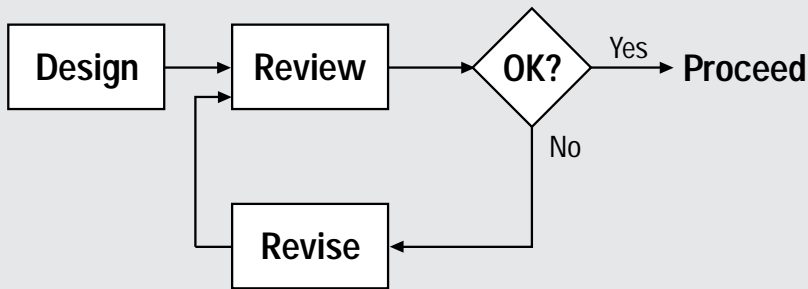 Design
Review
OK?
Yes
Proceed
No
Revise